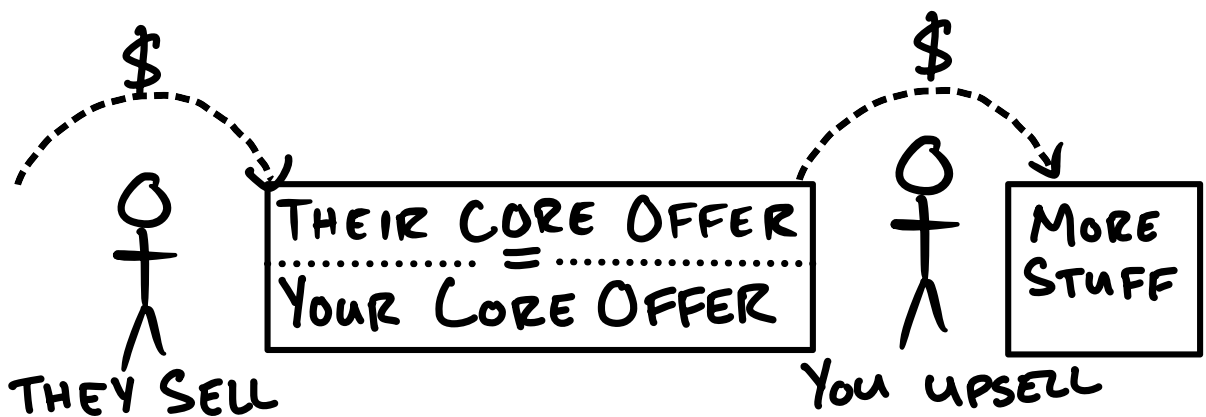 $
$
THEIR CORE OFFER
=
YOUR CORE OFFER
MORE
STUFF
THEY SELL
YOU UPSELL